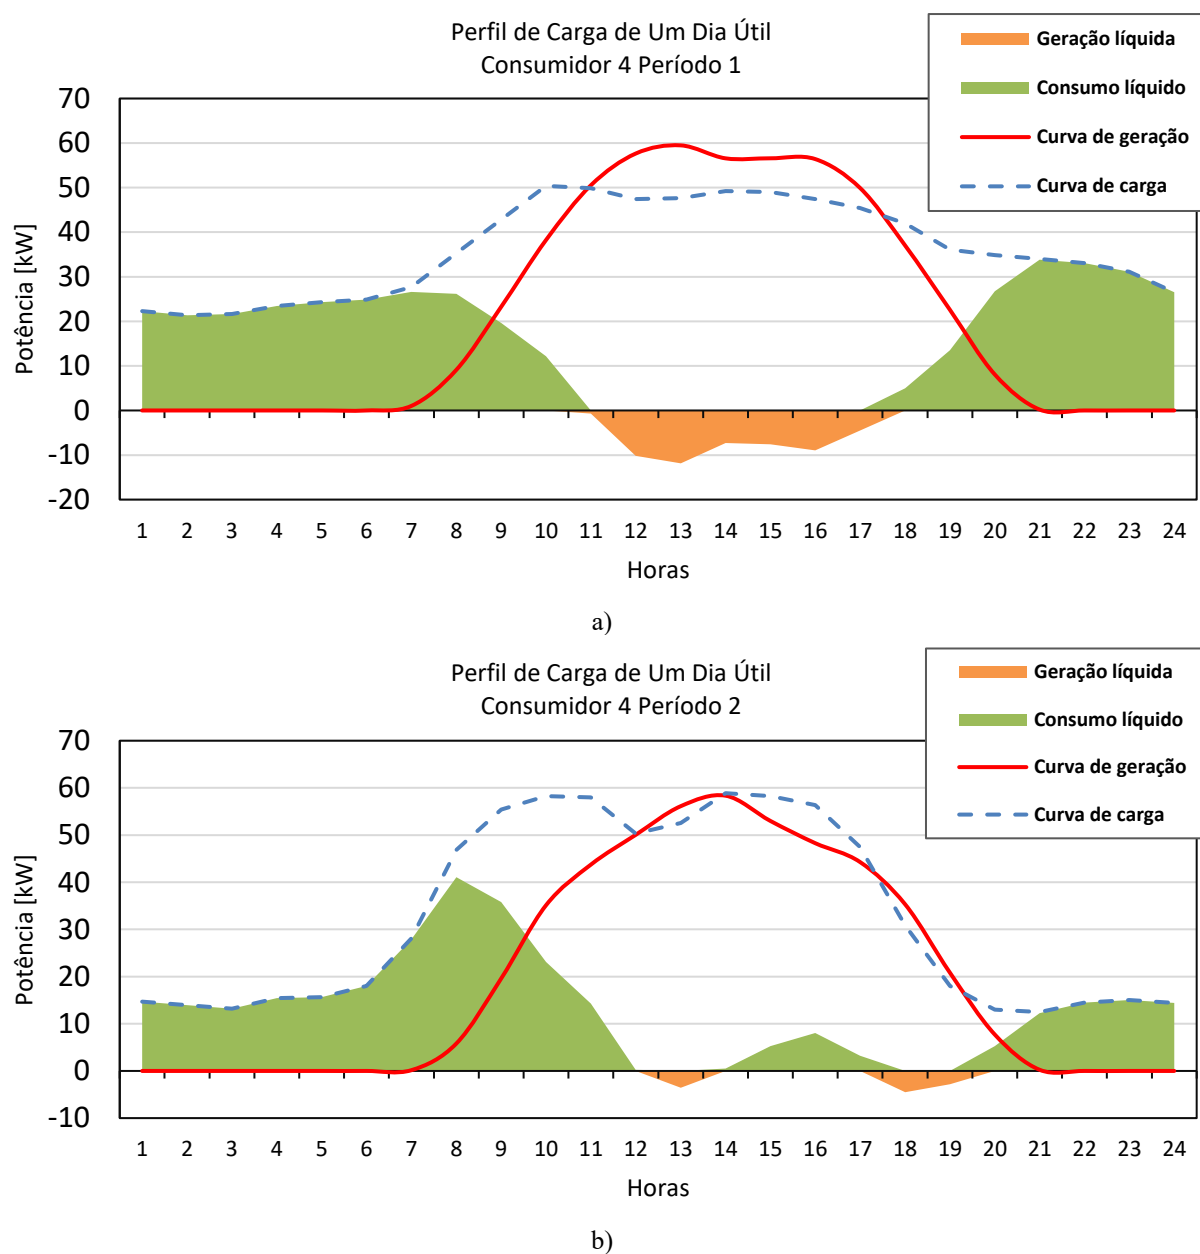 Perfil de Carga de Um Dia Útil
Consumidor 4 Período 1
Geração líquida
Consumo líquido
Curva de geração
Curva de carga
Potência [kW]
70
60
50
40
30
20
10
0
-10
-20
1 2 3 4 5 6 7 8 9 10 11 12 13 14 15 16 17 18 19 20 21 22 23 24
Horas
a)
Perfil de Carga de Um Dia Útil
Consumidor 4 Período 2
Geração líquida
Consumo líquido
Curva de geração
Curva de carga
Potência [kW]
70
60
50
40
30
20
10
0
-10
1 2 3 4 5 6 7 8 9 10 11 12 13 14 15 16 17 18 19 20 21 22 23 24
Horas
b)